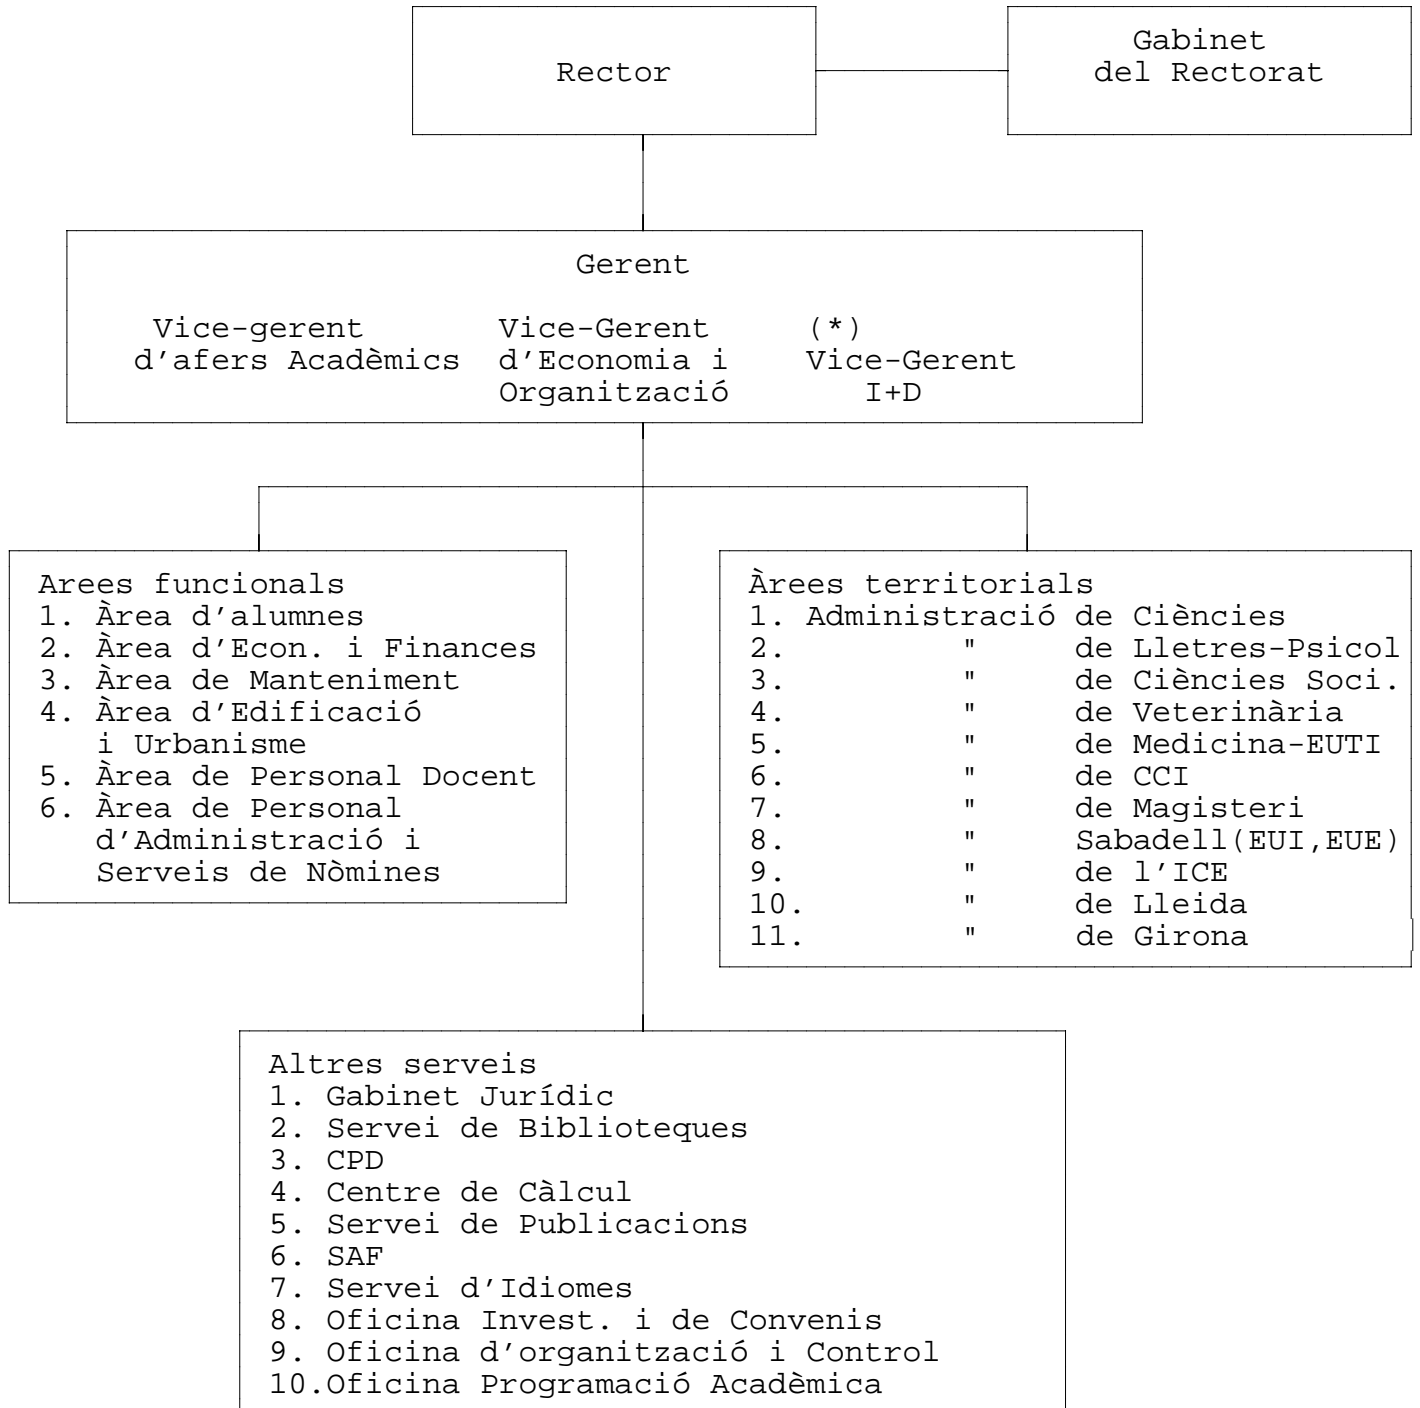 Rector
Gabinet
del Rectorat
Gerent
Vice-gerent
d'afers Acadèmics
Vice-Gerent
d'Economia i
Organització
(*)
Vice-Gerent
I+D
Arees funcionals
1. Àrea d'alumnes
2. Àrea d'Econ. i Finances
3. Àrea de Manteniment
4. Àrea d'Edificació
i Urbanisme
5. Àrea de Personal Docent
6. Àrea de Personal
d'Administració i
Serveis de Nòmines
Àrees territorials
1. Administració de Ciències
2. " de Lletres-Psicol
3. " de Ciències Soci.
4. " de Veterinària
5. " de Medicina-EUTI
6. " de CCI
7. " de Magisteri
8. " Sabadell(EUI,EUE)
9. " de l'ICE
10. " de Lleida
11. " de Girona
Altres serveis
1. Gabinet Jurídic
2. Servei de Biblioteques
3. CPD
4. Centre de Càlcul
5. Servei de Publicacions
6. SAF
7. Servei d'Idiomes
8. Oficina Invest. i de Convenis
9. Oficina d'organització i Control
10.Oficina Programació Acadèmica